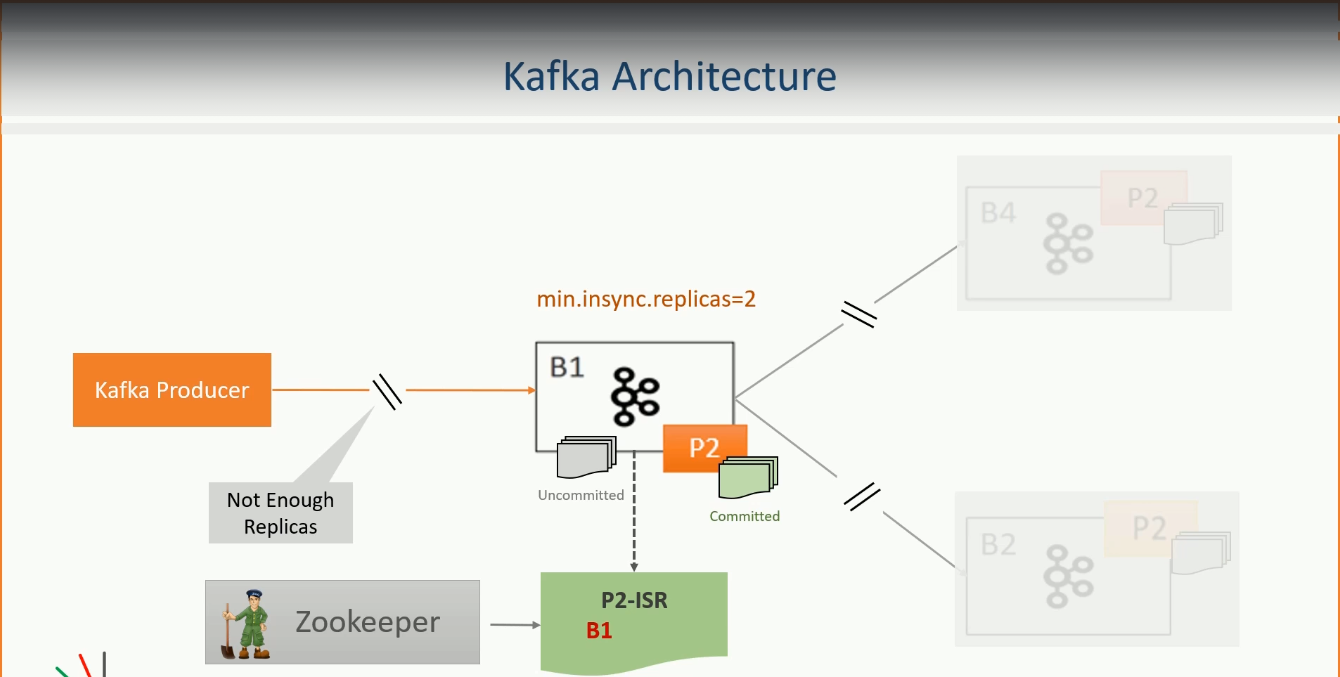 Kafka Architecture
B4
P2
min.insync.replicas=2
Kafka Producer
B1
P2
Uncommitted
Committed
Not Enough
Replicas
B2
P2
Zookeeper
P2-ISR
B1